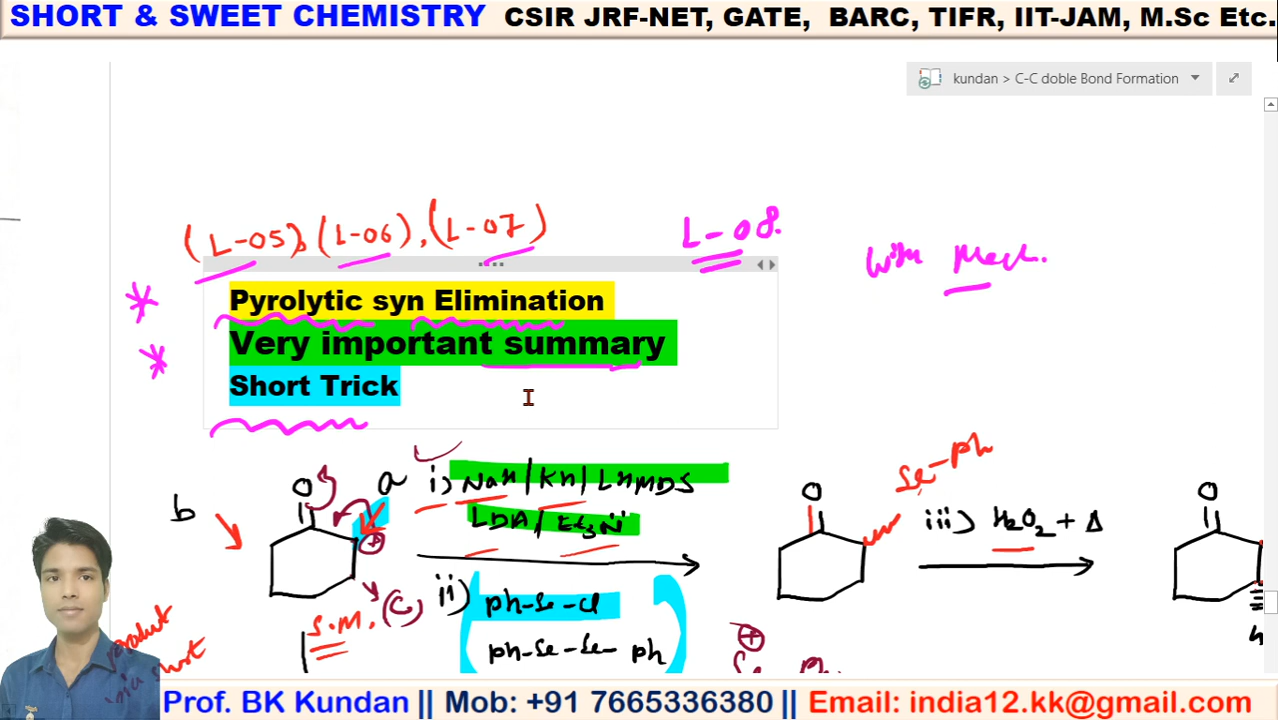 SHORT & SWEET CHEMISTRY CSIR JRF-NET, GATE, BARC, TIFR, IIT-JAM, M.Sc Etc.
kundan > C-C doble Bond Formation
(L-05), (L-06), (L-07)
L-08.
with Mech.
Pyrolytic syn Elimination
Very important summary
Short Trick
b
O
a
i) NaH/KH/LHMDS
LDA/Et3N
ii) ph-Se-Cl
ph-Se-Se-ph
(c)
S.M.
O
Se-ph
iii) H2O2 + Δ
O
H
product
Prof. BK Kundan || Mob: +91 7665336380 || Email: india12.kk@gmail.com